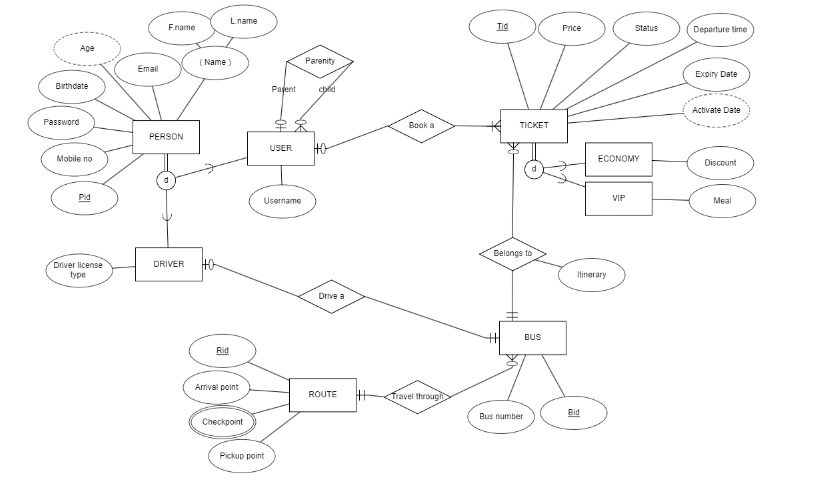 F.name
L.name
Age
Email
( Name )
Birthdate
Password
Mobile no
Pid
PERSON
d
Parenity
Parent
child
USER
Username
Book a
Tid
Price
Status
Departure time
Expiry Date
Activate Date
TICKET
d
ECONOMY
VIP
Discount
Meal
Driver license
type
DRIVER
Drive a
Belongs to
Itinerary
BUS
Bus number
Bid
Rid
Arrival point
Checkpoint
Pickup point
ROUTE
Travel through